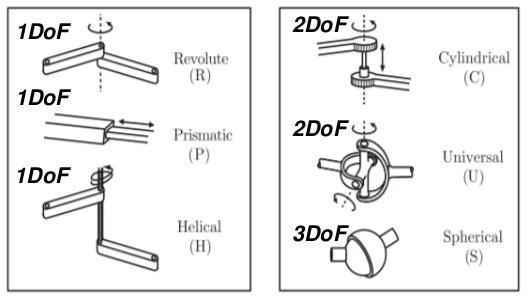 1DoF
Revolute
(R)
1DoF
Prismatic
(P)
1DoF
Helical
(H)
2DoF
Cylindrical
(C)
2DoF
Universal
(U)
3DoF
Spherical
(S)